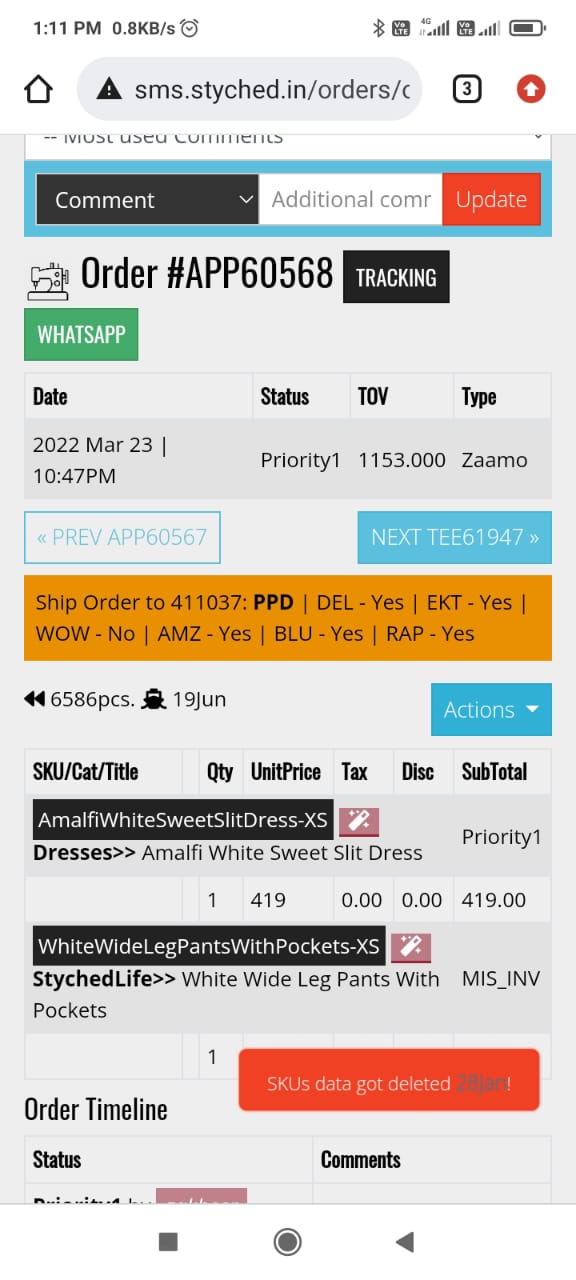 1:11 PM 0.8KB/s
4G
Vo LTE
Vo LTE
sms.styched.in/orders/c
3
-- Most used Comments
Comment
Additional comr
Update
Order #APP60568
TRACKING
WHATSAPP
Date Status TOV Type
2022 Mar 23 |
10:47PM
Priority1 1153.000 Zaamo
« PREV APP60567
NEXT TEE61947 »
Ship Order to 411037: PPD | DEL - Yes | EKT - Yes |
WOW - No | AMZ - Yes | BLU - Yes | RAP - Yes
6586pcs. 19Jun
Actions
SKU/Cat/Title Qty UnitPrice Tax Disc SubTotal
AmalfiWhiteSweetSlitDress-XS
Priority1
Dresses>> Amalfi White Sweet Slit Dress
1 419 0.00 0.00 419.00
WhiteWideLegPantsWithPockets-XS
StychedLife>> White Wide Leg Pants With
Pockets
MIS_INV
1
SKUs data got deleted 28Jan!
Order Timeline
Status Comments
Priority1 by